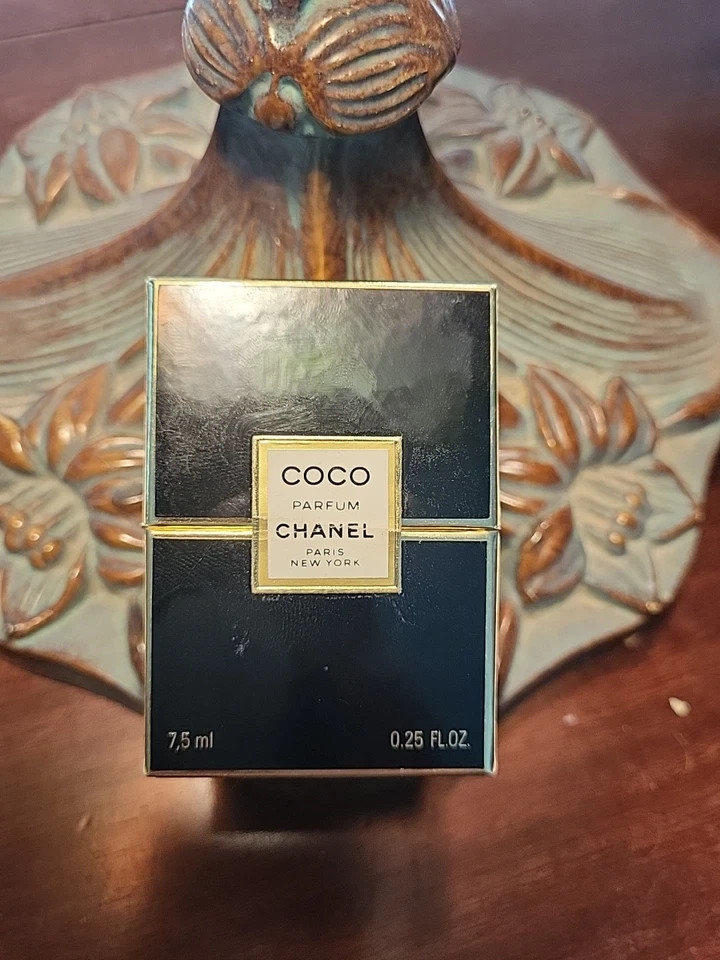 COCO
PARFUM
CHANEL
PARIS
NEW YORK
7,5 ml 0.25 FL.OZ.